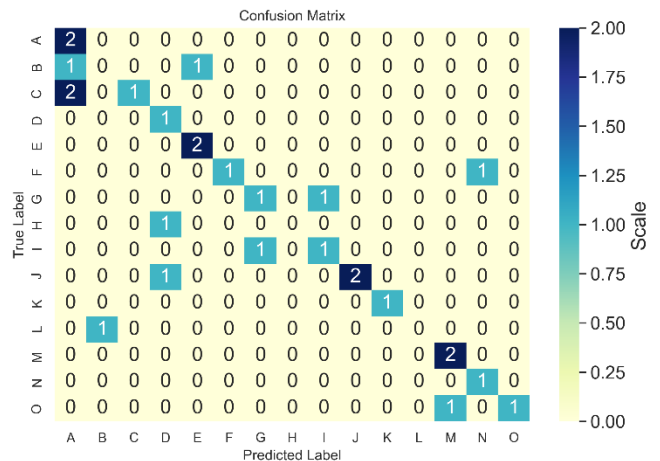 Confusion Matrix
A 2 0 0 0 0 0 0 0 0 0 0 0 0 0 0
B 1 0 0 0 1 0 0 0 0 0 0 0 0 0 0
C 2 0 1 0 0 0 0 0 0 0 0 0 0 0 0
D 0 0 0 1 0 0 0 0 0 0 0 0 0 0 0
E 0 0 0 0 2 0 0 0 0 0 0 0 0 0 0
F 0 0 0 0 0 1 0 0 0 0 0 0 0 1 0
G 0 0 0 0 0 0 1 0 1 0 0 0 0 0 0
H 0 0 0 1 0 0 0 0 0 0 0 0 0 0 0
I 0 0 0 0 0 0 1 0 1 0 0 0 0 0 0
J 0 0 0 1 0 0 0 0 0 2 0 0 0 0 0
K 0 0 0 0 0 0 0 0 0 0 1 0 0 0 0
L 0 1 0 0 0 0 0 0 0 0 0 0 0 0 0
M 0 0 0 0 0 0 0 0 0 0 0 0 2 0 0
N 0 0 0 0 0 0 0 0 0 0 0 0 0 1 0
O 0 0 0 0 0 0 0 0 0 0 0 0 1 0 1
A B C D E F G H I J K L M N O
True Label
Predicted Label
2.00
1.75
1.50
1.25
1.00
0.75
0.50
0.25
0.00
Scale